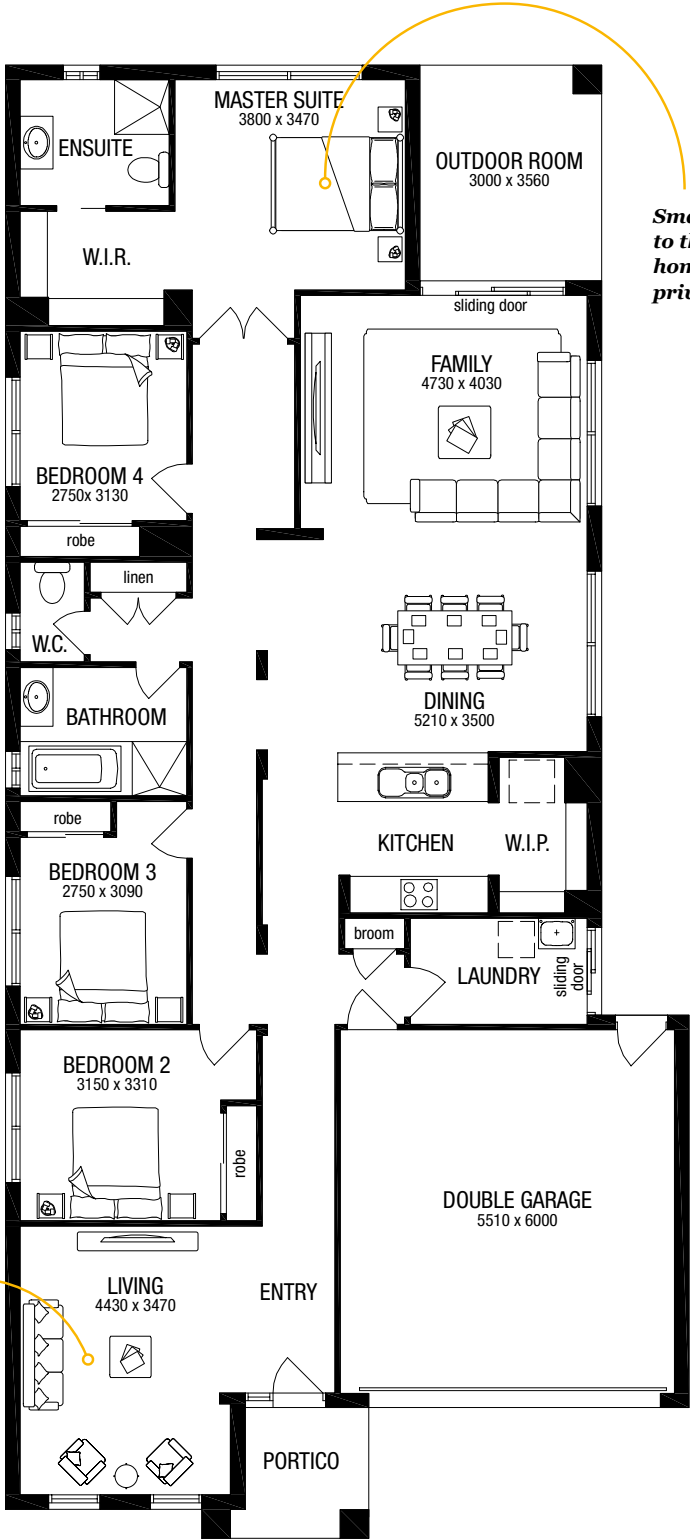 MASTER SUITE
3800 x 3470
ENSUITE
OUTDOOR ROOM
3000 x 3560
W.I.R.
sliding door
FAMILY
4730 x 4030
BEDROOM 4
2750x 3130
robe
linen
W.C.
BATHROOM
DINING
5210 x 3500
robe
KITCHEN
W.I.P.
BEDROOM 3
2750 x 3090
broom
LAUNDRY
sliding
door
BEDROOM 2
3150 x 3310
robe
DOUBLE GARAGE
5510 x 6000
LIVING
4430 x 3470
ENTRY
PORTICO
to